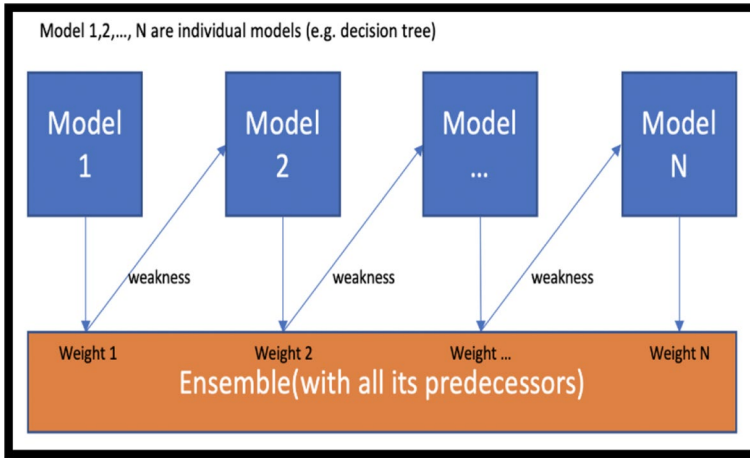 Model 1,2,..., N are individual models (e.g. decision tree)
Model
1
Model
2
Model
...
Model
N
weakness
weakness
weakness
Weight 1
Weight 2
Weight ...
Weight N
Ensemble(with all its predecessors)